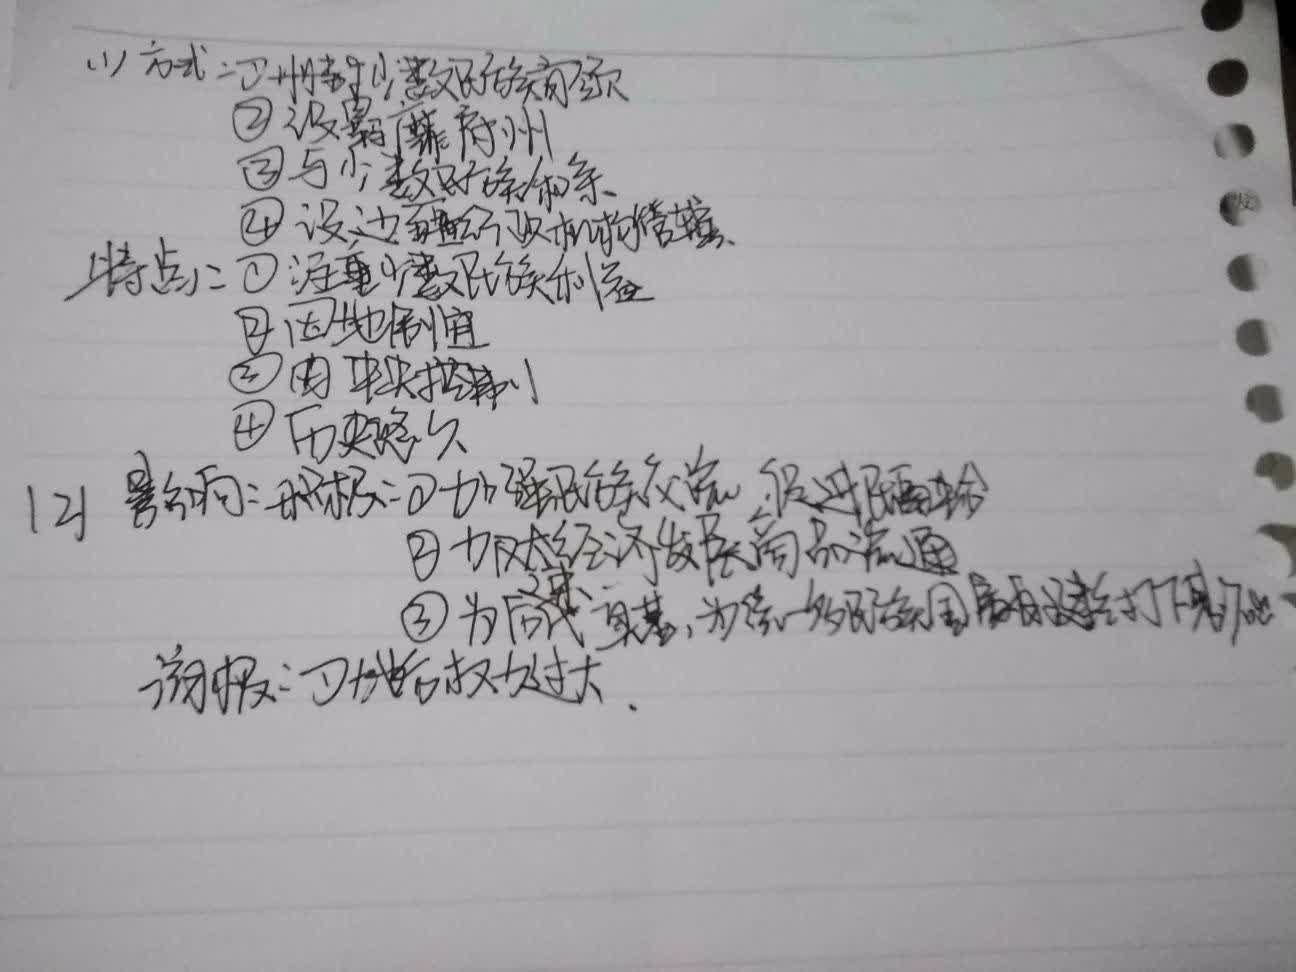 (1) 方式：①册封少数民族首领
②设羁縻府州
③与少数民族和亲、
④设边疆行政机构管辖、
特点：①注重少数民族利益
②因地制宜
③由中央控制
④历史悠久
(2) 影响：积极：①加强民族交流、促进民族融合
②加快经济发展商品流通
③为后代奠基、为统一多民族国家的建立打下基础
消极：①地方权力过大.